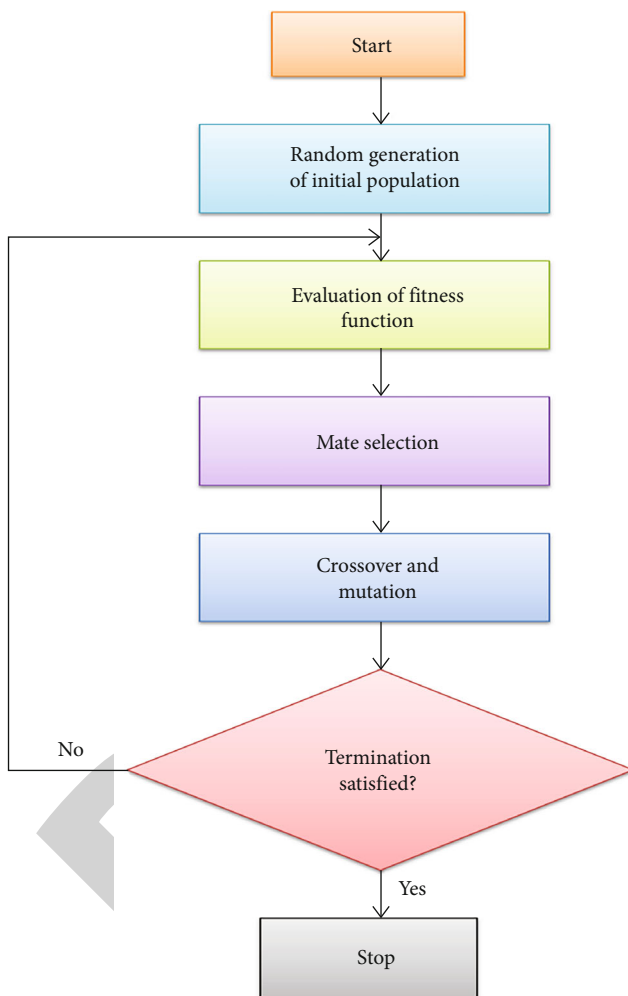 Start
Random generation
of initial population
Evaluation of fitness
function
Mate selection
Crossover and
mutation
Termination
satisfied?
No
Yes
Stop